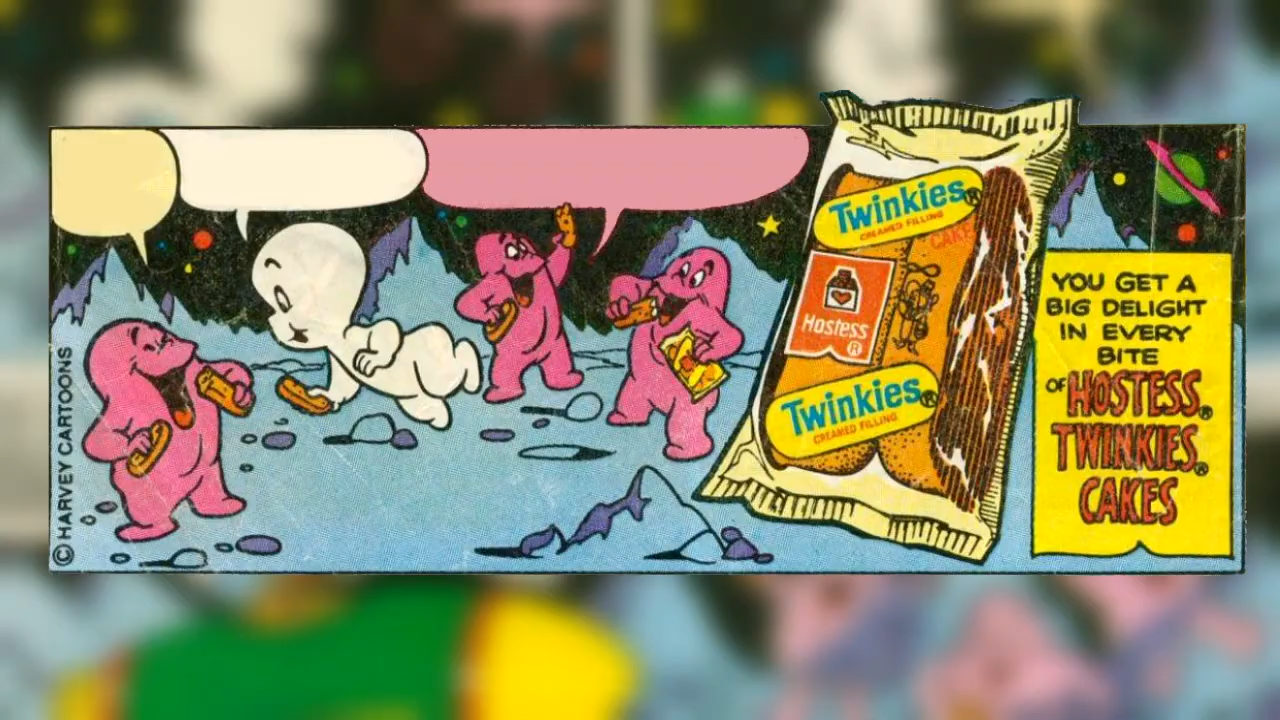 © HARVEY CARTOONS
Twinkies®
CREAMED FILLING
CAKE
Hostess
®
Twinkies®
CREAMED FILLING
YOU GET A
BIG DELIGHT
IN EVERY
BITE
OF HOSTESS®
TWINKIES®
CAKES